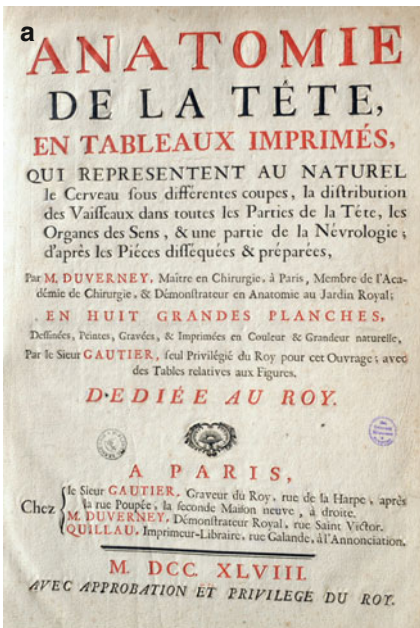 a
ANATOMIE
DE LA TÊTE,
EN TABLEAUX IMPRIMÉS,
QUI REPRESENTENT AU NATUREL
le Cerveau ſous différentes coupes, la diſtribution
des Vaiſſeaux dans toutes les Parties de la Tête, les
Organes des Sens, & une partie de la Névrologie;
d'après les Piéces diſſéquées & préparées,
Par M. DUVERNEY, Maître en Chirurgie, à Paris, Membre de l'Aca-
démie de Chirurgie, & Démonſtrateur en Anatomie au Jardin Royal;
EN HUIT GRANDES PLANCHES,
Deſſinées, Peintes, Gravées, & Imprimées en Couleur & Grandeur naturelle,
Par le Sieur GAUTIER, ſeul Privilégié du Roy pour cet Ouvrage; avec
des Tables relatives aux Figures.
DEDIÉE AU ROY.
A PARIS,
Chez
le Sieur GAUTIER, Graveur du Roy, rue de la Harpe, après
la rue Poupée, la ſeconde Maiſon neuve, à droite.
M. DUVERNEY, Démonſtrateur Royal, rue Saint Victor.
QUILLAU, Imprimeur-Libraire, rue Galande, à l'Annonciation.
M. DCC. XLVIII.
AVEC APPROBATION ET PRIVILEGE DU ROY.